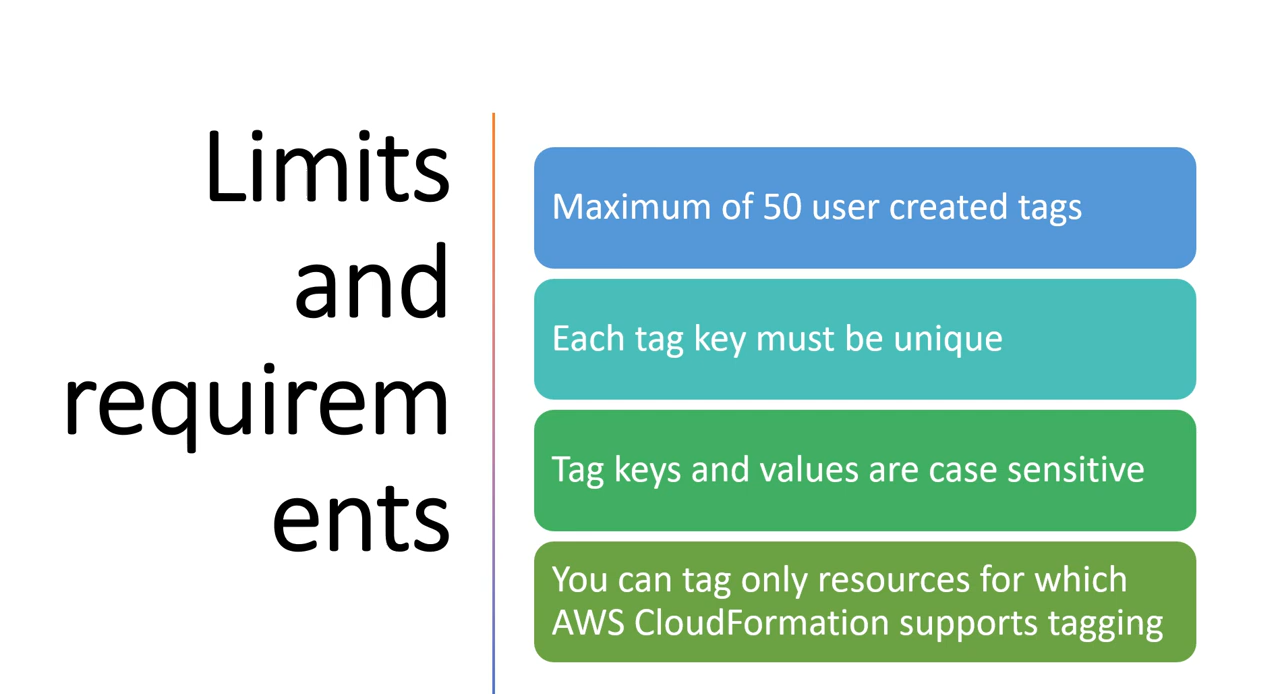 Limits
and
requirem
ents
Maximum of 50 user created tags
Each tag key must be unique
Tag keys and values are case sensitive
You can tag only resources for which
AWS CloudFormation supports tagging